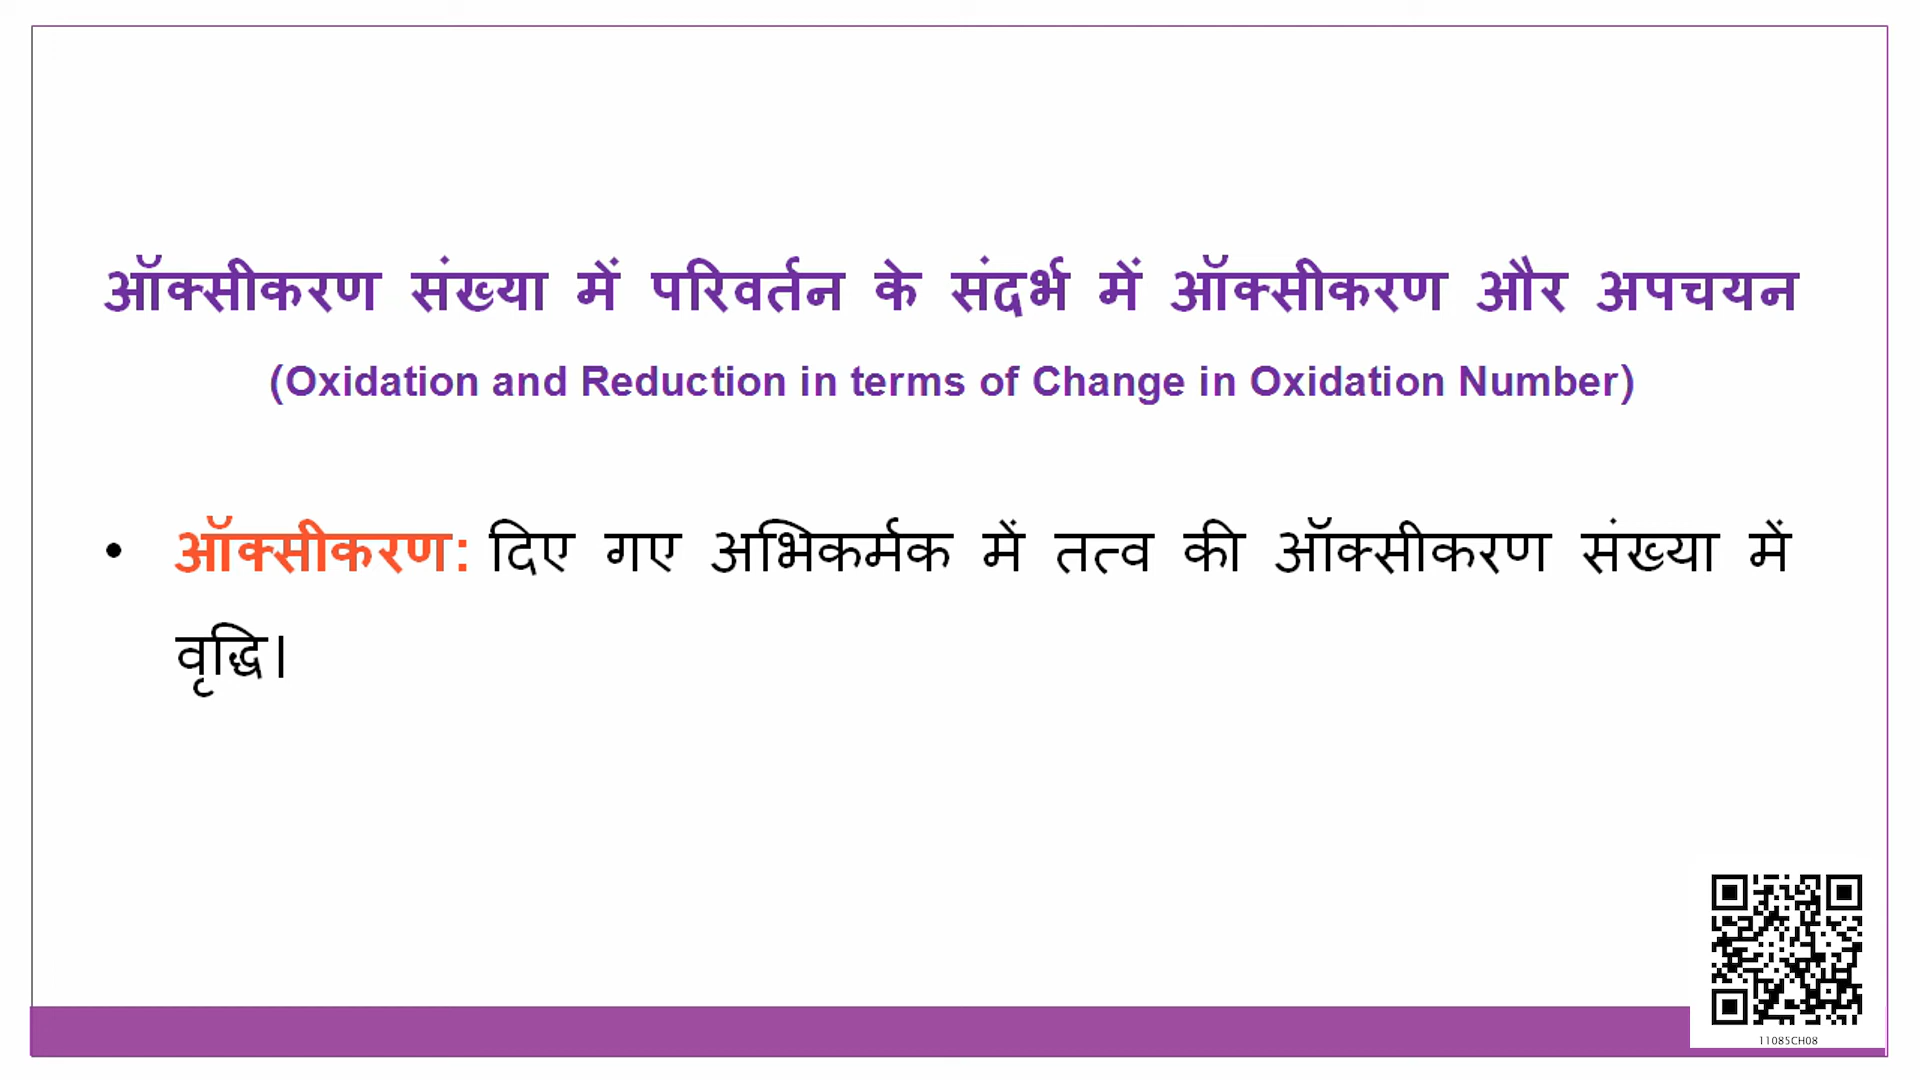 ऑक्सीकरण संख्या में परिवर्तन के संदर्भ में ऑक्सीकरण और अपचयन
(Oxidation and Reduction in terms of Change in Oxidation Number)
• ऑक्सीकरण: दिए गए अभिकर्मक में तत्व की ऑक्सीकरण संख्या में
वृद्धि।
11085CH08